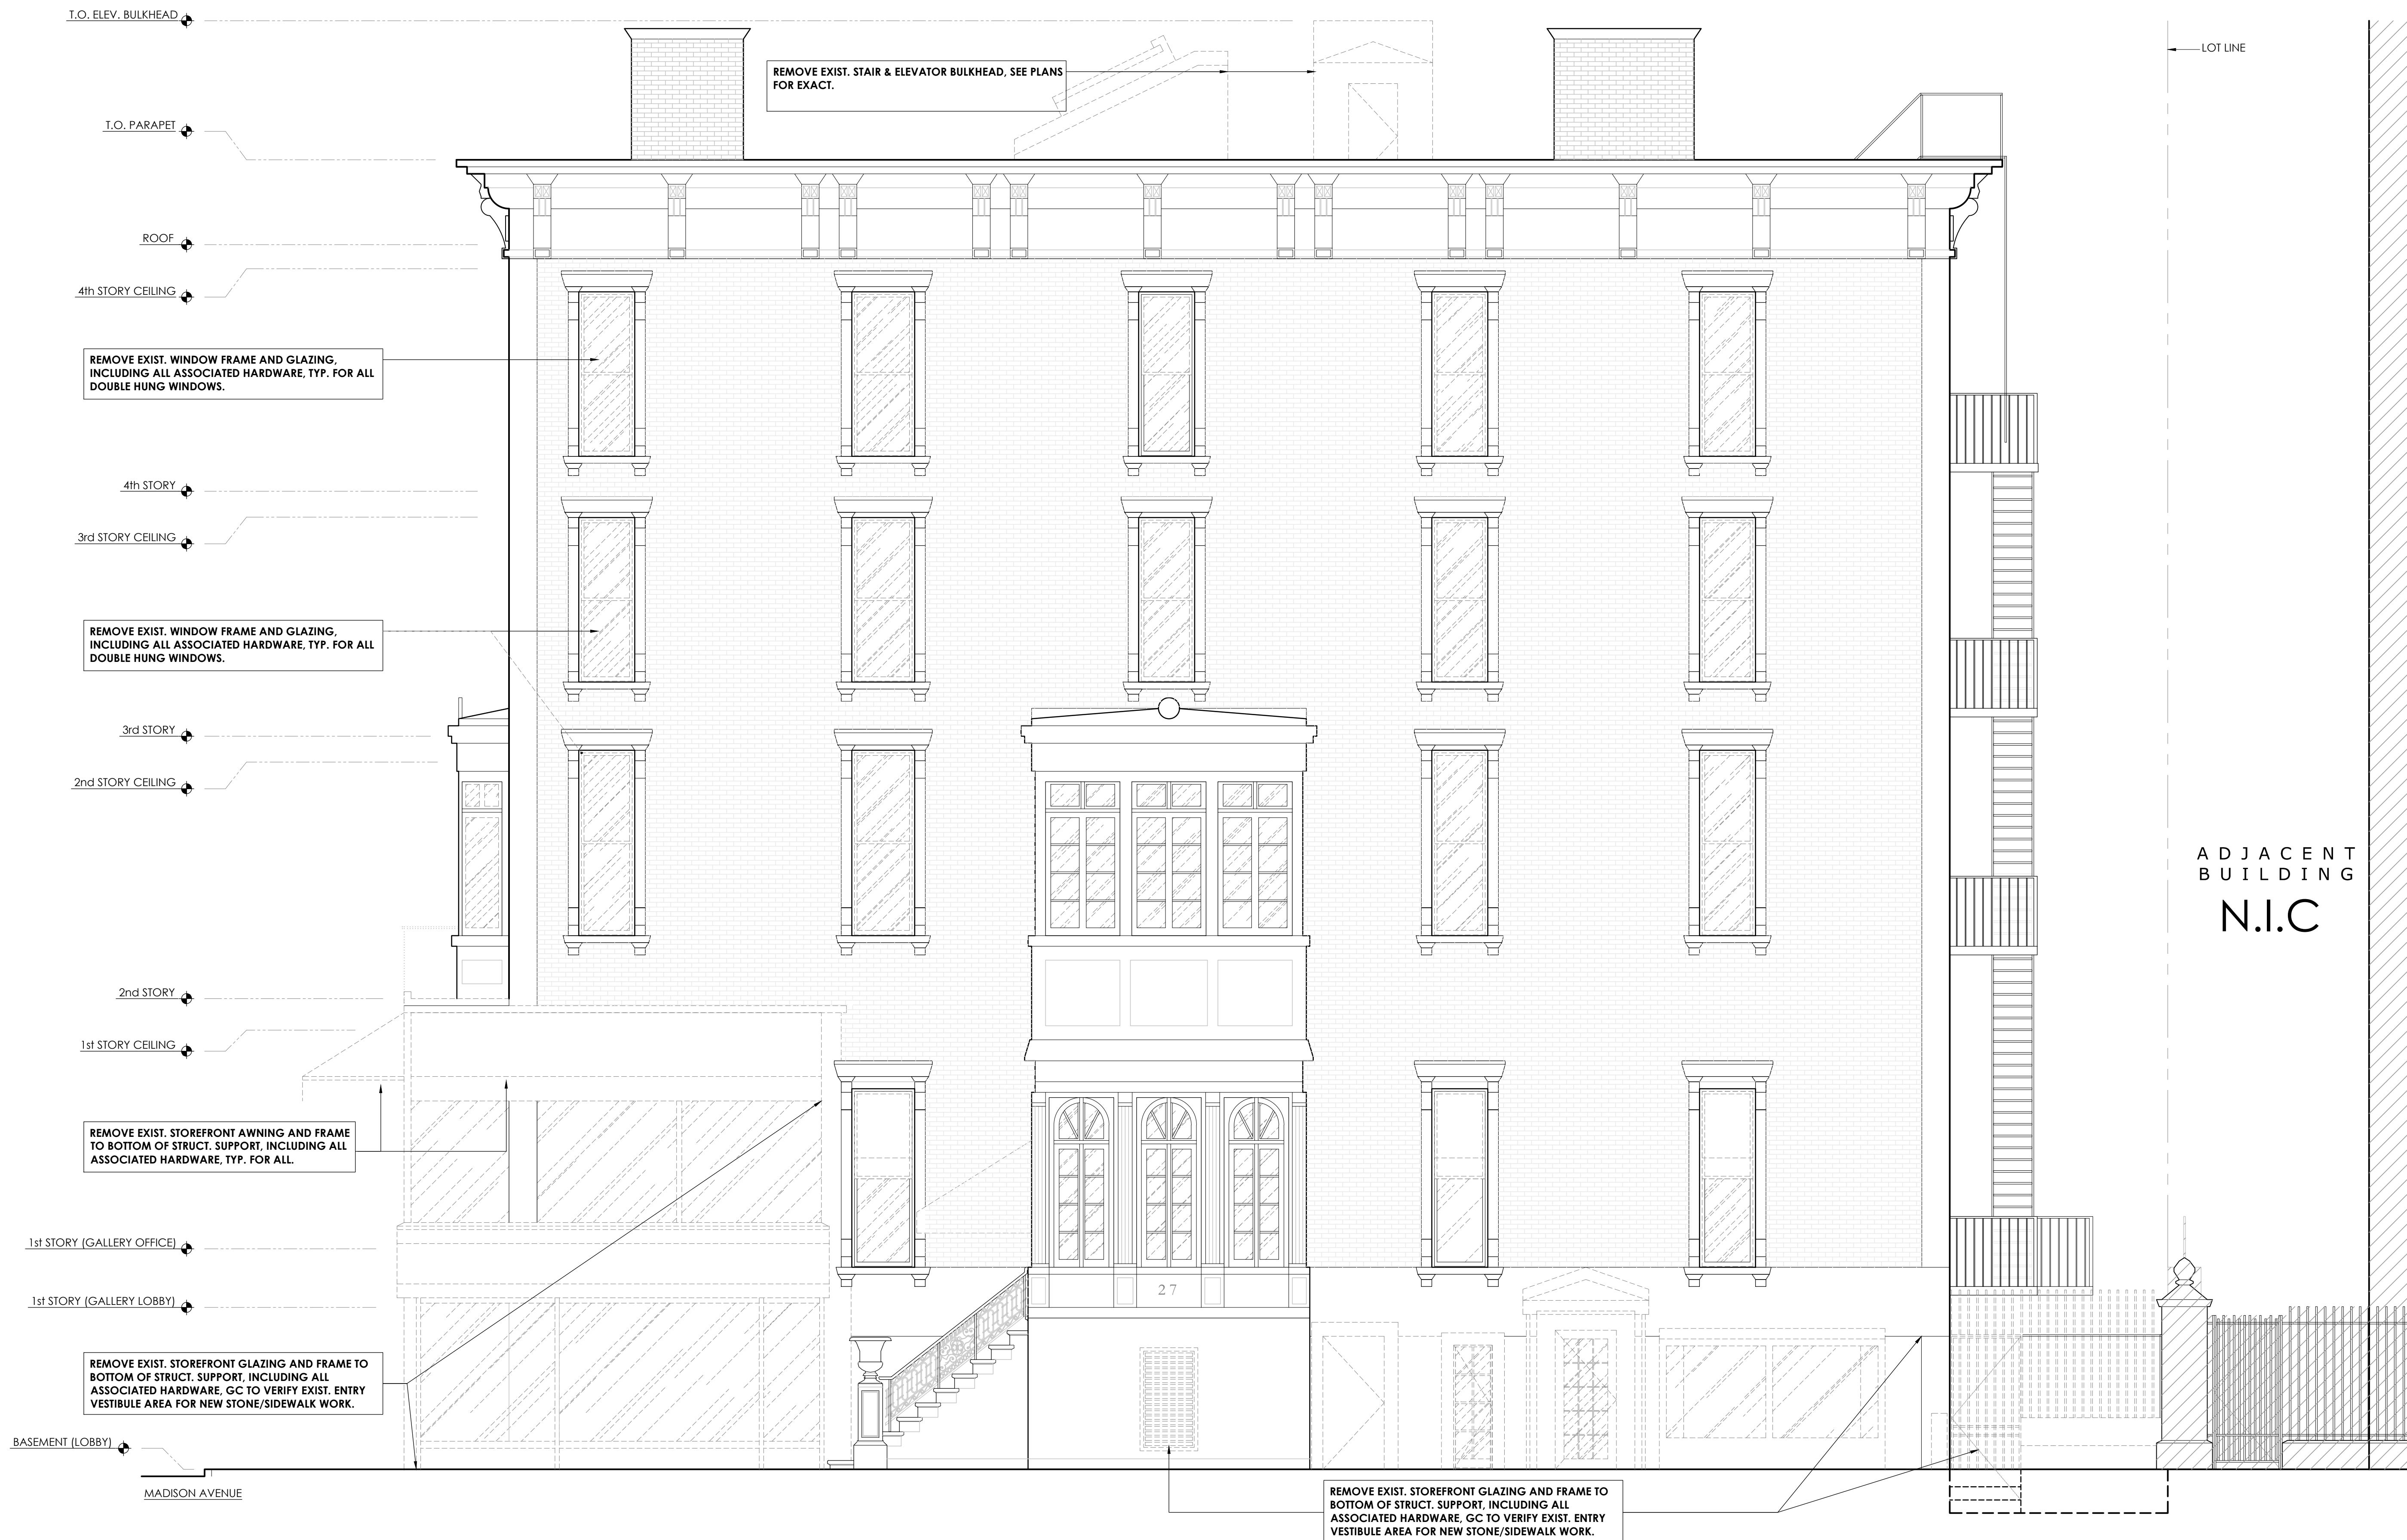 T.O. ELEV. BULKHEAD
LOT LINE
REMOVE EXIST. STAIR & ELEVATOR BULKHEAD, SEE PLANS
FOR EXACT.
T.O. PARAPET
ROOF
4th STORY CEILING
REMOVE EXIST. WINDOW FRAME AND GLAZING,
INCLUDING ALL ASSOCIATED HARDWARE, TYP. FOR ALL
DOUBLE HUNG WINDOWS.
4th STORY
3rd STORY CEILING
REMOVE EXIST. WINDOW FRAME AND GLAZING,
INCLUDING ALL ASSOCIATED HARDWARE, TYP. FOR ALL
DOUBLE HUNG WINDOWS.
3rd STORY
2nd STORY CEILING
ADJACENT
BUILDING
N.I.C
2nd STORY
1st STORY CEILING
REMOVE EXIST. STOREFRONT AWNING AND FRAME
TO BOTTOM OF STRUCT. SUPPORT, INCLUDING ALL
ASSOCIATED HARDWARE, TYP. FOR ALL.
1st STORY (GALLERY OFFICE)
27
1st STORY (GALLERY LOBBY)
REMOVE EXIST. STOREFRONT GLAZING AND FRAME TO
BOTTOM OF STRUCT. SUPPORT, INCLUDING ALL
ASSOCIATED HARDWARE, GC TO VERIFY EXIST. ENTRY
VESTIBULE AREA FOR NEW STONE/SIDEWALK WORK.
BASEMENT (LOBBY)
MADISON AVENUE
REMOVE EXIST. STOREFRONT GLAZING AND FRAME TO
BOTTOM OF STRUCT. SUPPORT, INCLUDING ALL
ASSOCIATED HARDWARE, GC TO VERIFY EXIST. ENTRY
VESTIBULE AREA FOR NEW STONE/SIDEWALK WORK.